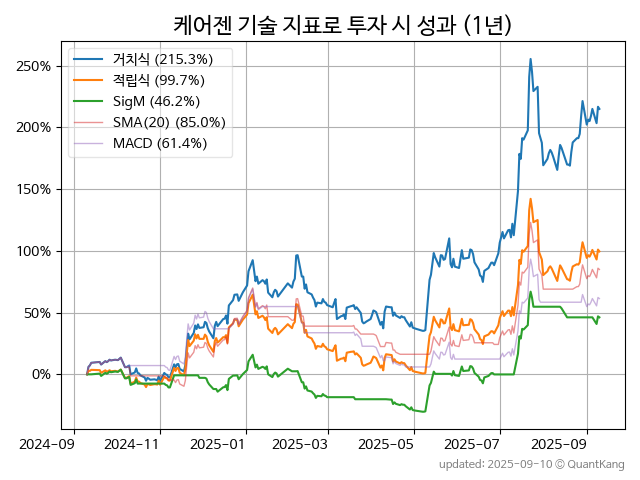 케어젠 기술 지표로 투자 시 성과 (1년)
거치식 (215.3%)
적립식 (99.7%)
SigM (46.2%)
SMA(20) (85.0%)
MACD (61.4%)
250%
200%
150%
100%
50%
0%
2024-09
2024-11
2025-01
2025-03
2025-05
2025-07
2025-09
updated: 2025-09-10 © QuantKang